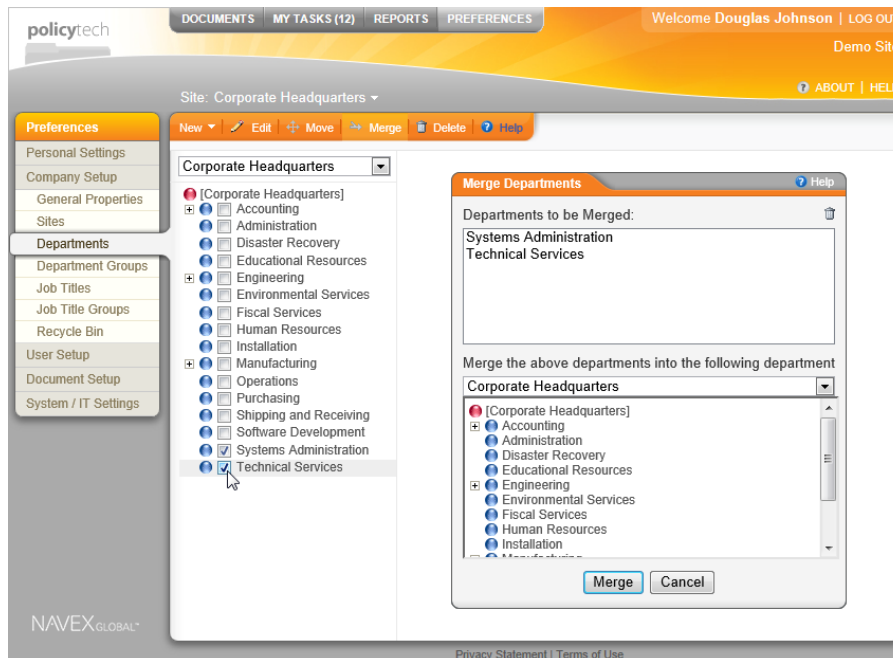 policytech
DOCUMENTS MY TASKS (12) REPORTS PREFERENCES
Welcome Douglas Johnson | LOG OU
Demo Site
ABOUT | HEL
Site: Corporate Headquarters
Preferences
Personal Settings
Company Setup
General Properties
Sites
Departments
Department Groups
Job Titles
Job Title Groups
Recycle Bin
User Setup
Document Setup
System / IT Settings
NAVEX GLOBAL™
New Edit Move Merge Delete Help
Corporate Headquarters
[Corporate Headquarters]
Accounting
Administration
Disaster Recovery
Educational Resources
Engineering
Environmental Services
Fiscal Services
Human Resources
Installation
Manufacturing
Operations
Purchasing
Shipping and Receiving
Software Development
Systems Administration
Technical Services
Merge Departments Help
Departments to be Merged:
Systems Administration
Technical Services
Merge the above departments into the following department
Corporate Headquarters
[Corporate Headquarters]
Accounting
Administration
Disaster Recovery
Educational Resources
Engineering
Environmental Services
Fiscal Services
Human Resources
Installation
Manufacturing
Merge Cancel
Privacy Statement | Terms of Use